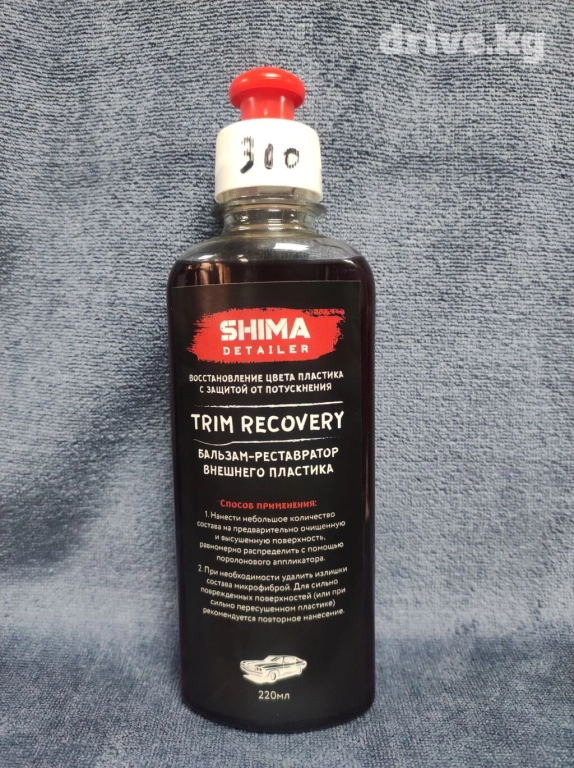 drive.kg
310
SHIMA
DETAILER
ВОССТАНОВЛЕНИЕ ЦВЕТА ПЛАСТИКА
С ЗАЩИТОЙ ОТ ПОТУСКНЕНИЯ
TRIM RECOVERY
БАЛЬЗАМ-РЕСТАВРАТОР
ВНЕШНЕГО ПЛАСТИКА
СПОСОБ ПРИМЕНЕНИЯ:
1. Нанести небольшое количество
состава на предварительно очищенную
и высушенную поверхность,
равномерно распределить с помощью
поролонового аппликатора.
2. При необходимости удалить излишки
состава микрофиброй. Для сильно
поврежденных поверхностей (или при
сильно пересушенном пластике)
рекомендуется повторное нанесение.
220мл